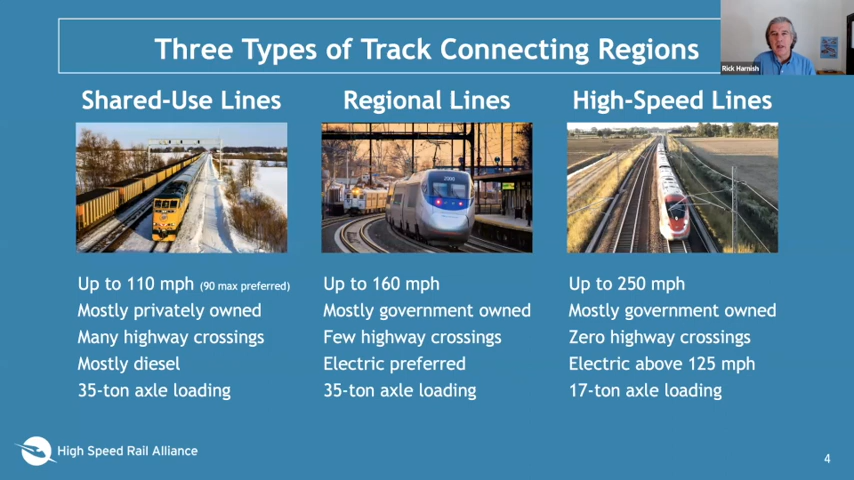 Three Types of Track Connecting Regions
Rick Harnish
Shared-Use Lines
Up to 110 mph (90 max preferred)
Mostly privately owned
Many highway crossings
Mostly diesel
35-ton axle loading
Regional Lines
Up to 160 mph
Mostly government owned
Few highway crossings
Electric preferred
35-ton axle loading
High-Speed Lines
Up to 250 mph
Mostly government owned
Zero highway crossings
Electric above 125 mph
17-ton axle loading
High Speed Rail Alliance
4